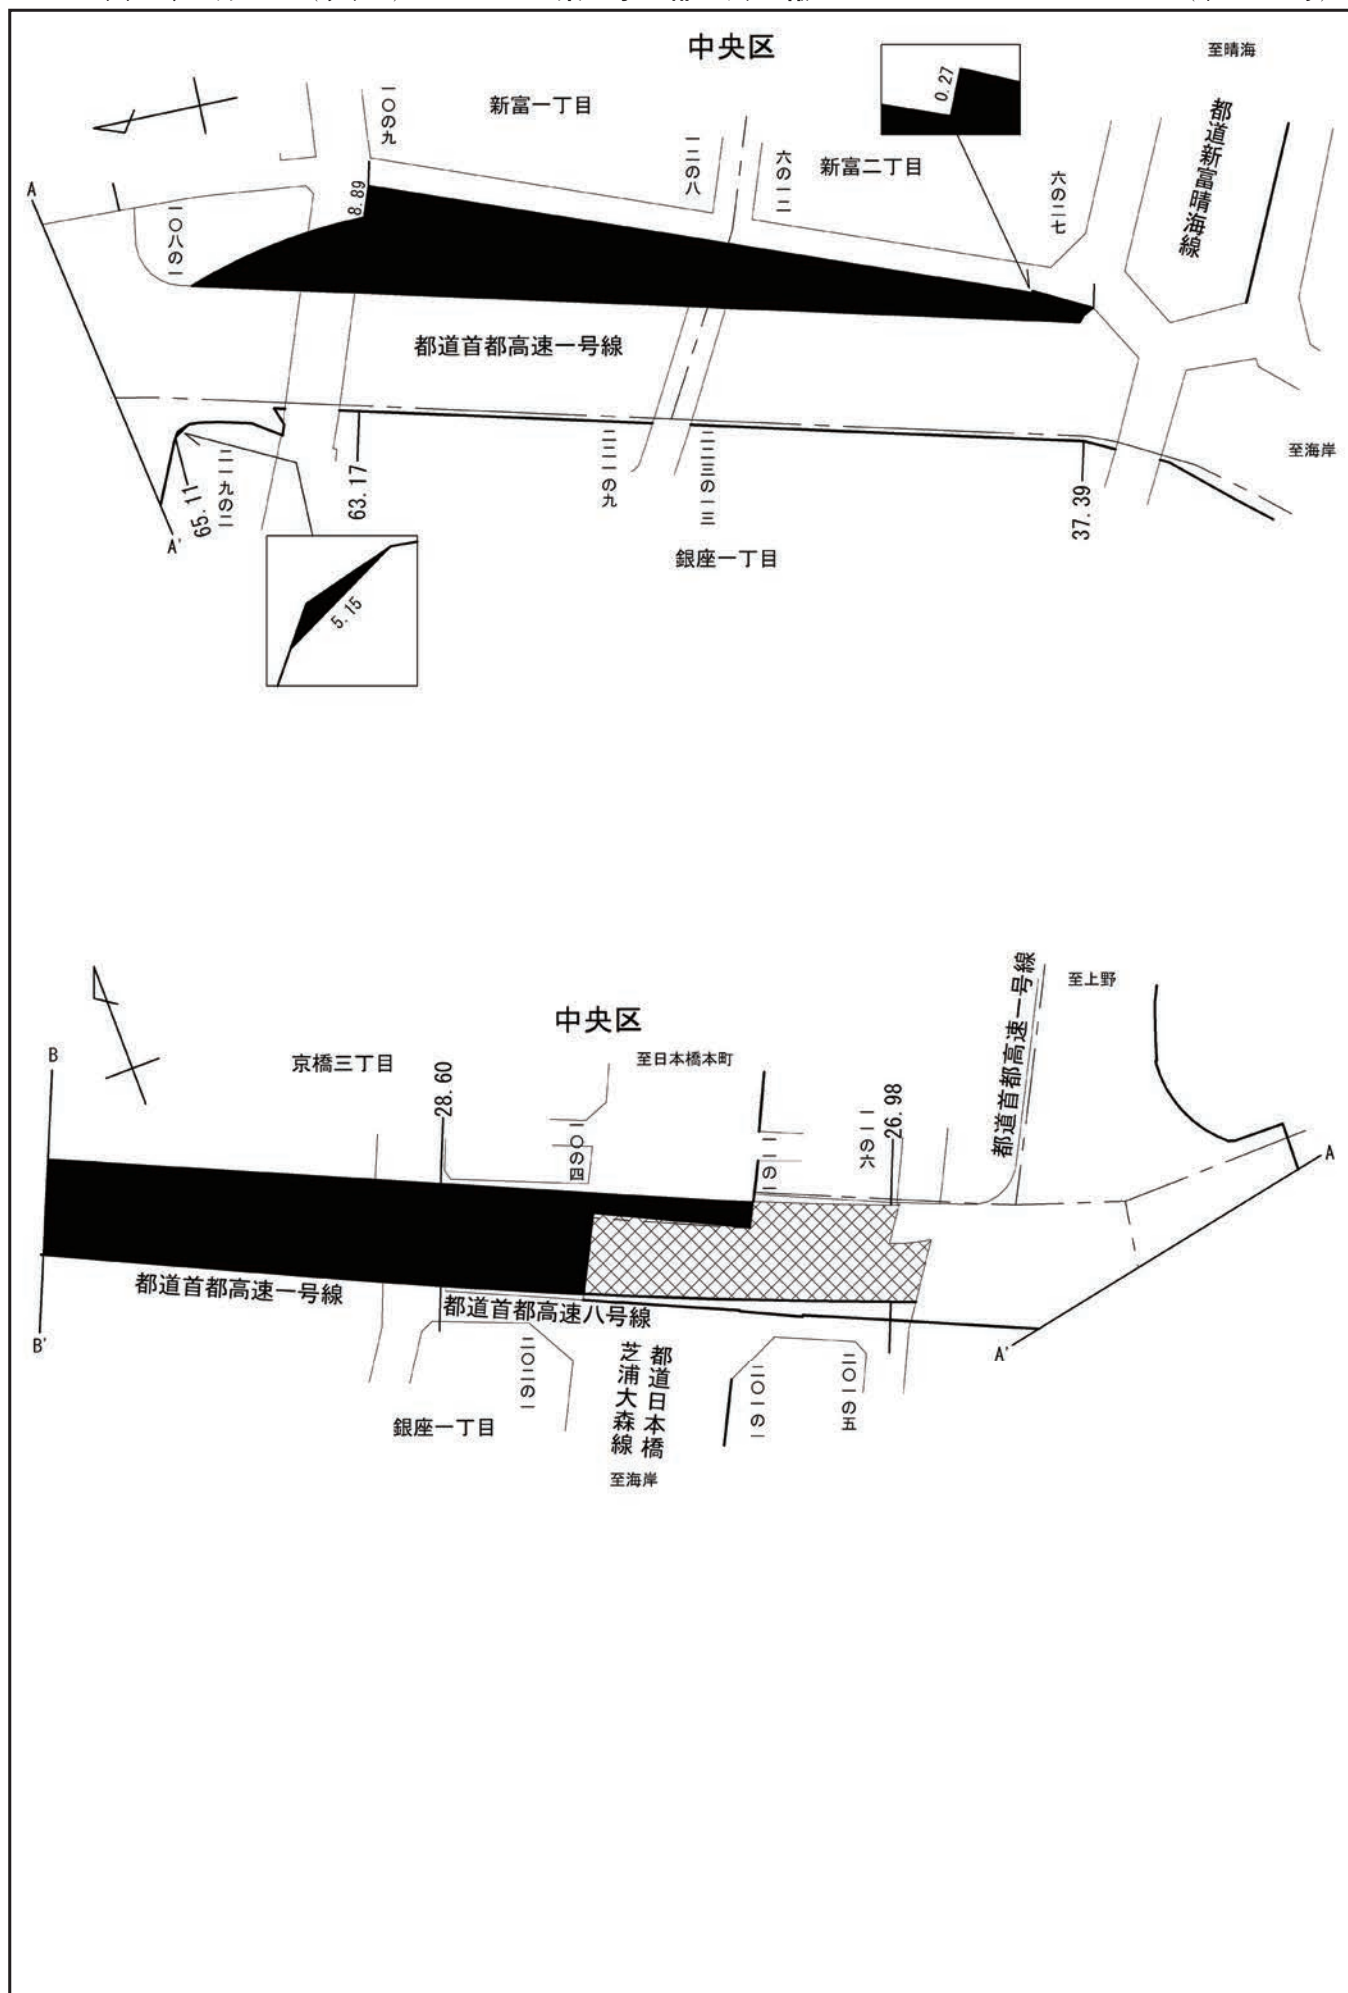 中央区
至晴海
新富一丁目
一〇の九
0.27
都道新富晴海線
一二の八
六の一二
新富二丁目
六の二七
A
一〇八の一
8.89
都道首都高速一号線
至海岸
65.11
二一九の二
63.17
二二一の九
二二三の一三
37.39
A'
銀座一丁目
5.15
中央区
都道首都高速一号線
至上野
B
京橋三丁目
28.60
至日本橋本町
一〇の四
一一の一
一一の六
26.98
A
都道首都高速一号線
都道首都高速八号線
B'
A'
二〇二の一
都道日本橋
芝浦大森線
二〇一の一
二〇一の五
銀座一丁目
至海岸